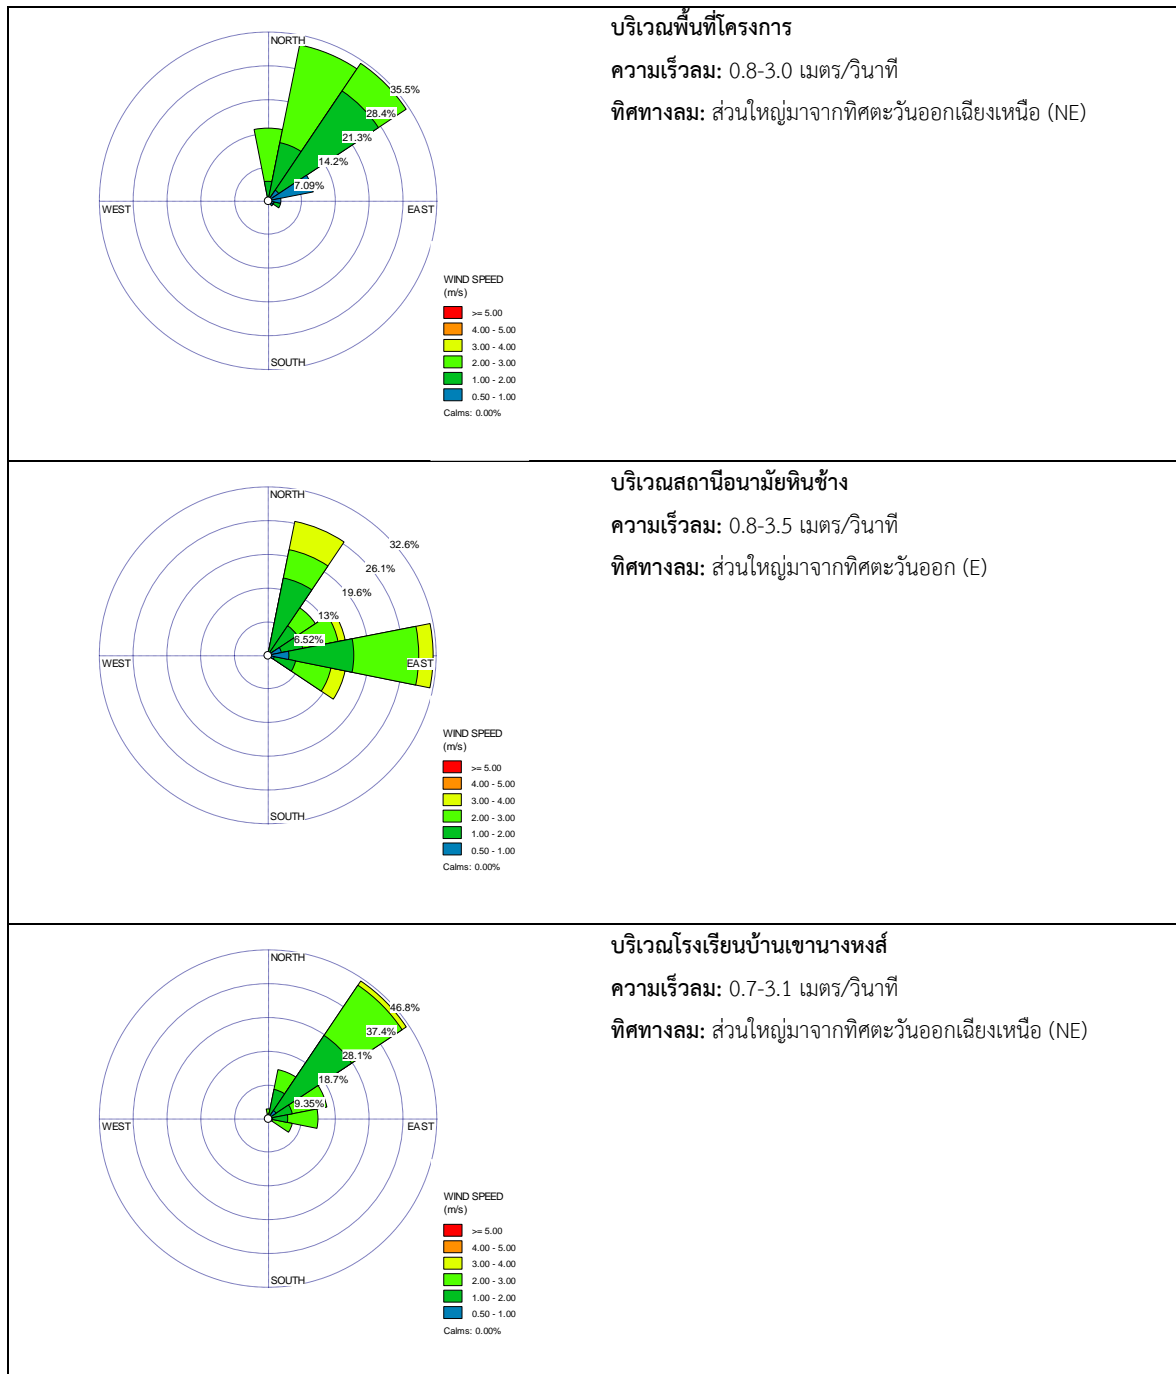 NORTH
35.5%
28.4%
21.3%
14.2%
7.09%
WEST
EAST
SOUTH
WIND SPEED
(m/s)
>= 5.00
4.00 - 5.00
3.00 - 4.00
2.00 - 3.00
1.00 - 2.00
0.50 - 1.00
Calms: 0.00%
บริเวณพื้นที่โครงการ
ความเร็วลม: 0.8-3.0 เมตร/วินาที
ทิศทางลม: ส่วนใหญ่มาจากทิศตะวันออกเฉียงเหนือ (NE)
NORTH
32.6%
26.1%
19.6%
13%
6.52%
WEST
EAST
SOUTH
WIND SPEED
(m/s)
>= 5.00
4.00 - 5.00
3.00 - 4.00
2.00 - 3.00
1.00 - 2.00
0.50 - 1.00
Calms: 0.00%
บริเวณสถานีอนามัยหินช้าง
ความเร็วลม: 0.8-3.5 เมตร/วินาที
ทิศทางลม: ส่วนใหญ่มาจากทิศตะวันออก (E)
NORTH
46.8%
37.4%
28.1%
18.7%
9.35%
WEST
EAST
SOUTH
WIND SPEED
(m/s)
>= 5.00
4.00 - 5.00
3.00 - 4.00
2.00 - 3.00
1.00 - 2.00
0.50 - 1.00
Calms: 0.00%
บริเวณโรงเรียนบ้านเขานางหงส์
ความเร็วลม: 0.7-3.1 เมตร/วินาที
ทิศทางลม: ส่วนใหญ่มาจากทิศตะวันออกเฉียงเหนือ (NE)